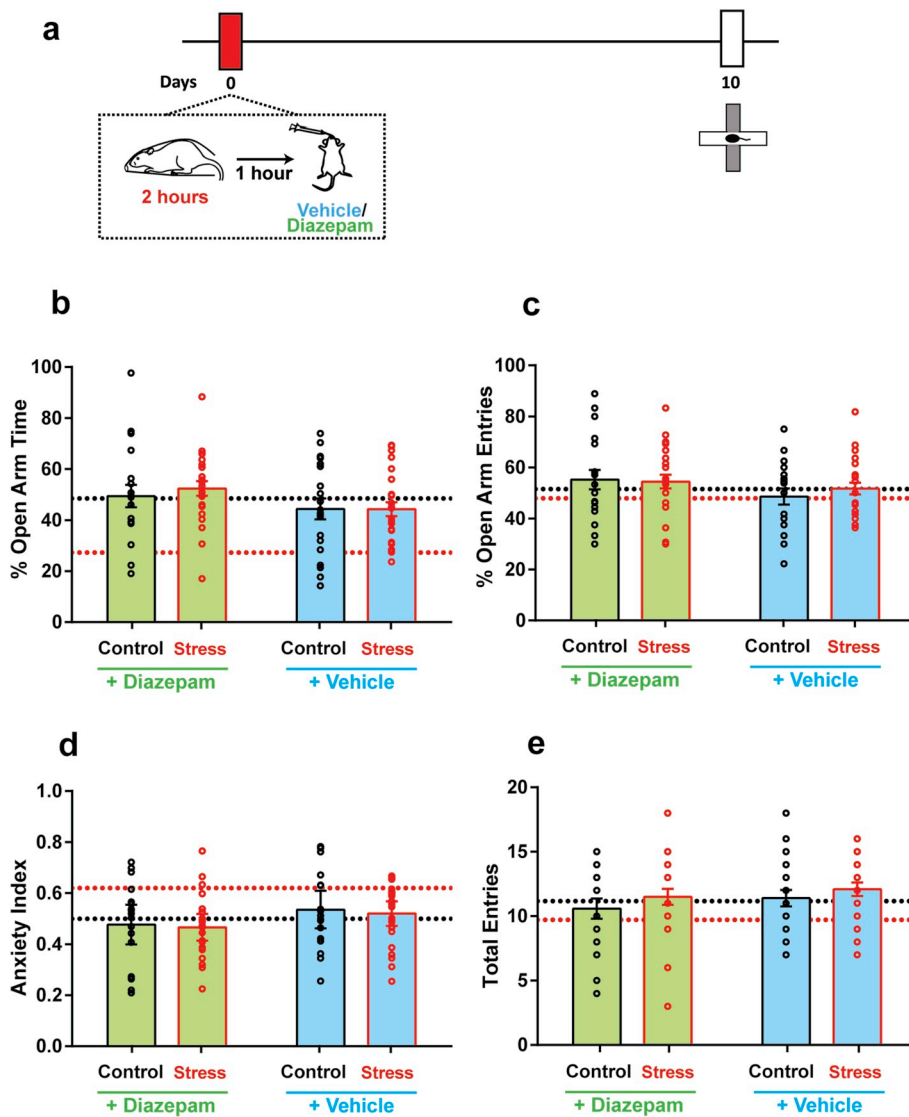 a
Days 0 10
2 hours
1 hour
Vehicle/
Diazepam
b
% Open Arm Time
100
80
60
40
20
0
Control Stress Control Stress
+ Diazepam + Vehicle
c
% Open Arm Entries
100
80
60
40
20
0
Control Stress Control Stress
+ Diazepam + Vehicle
d
Anxiety Index
1.0
0.8
0.6
0.4
0.2
0.0
Control Stress Control Stress
+ Diazepam + Vehicle
e
Total Entries
20
15
10
5
0
Control Stress Control Stress
+ Diazepam + Vehicle